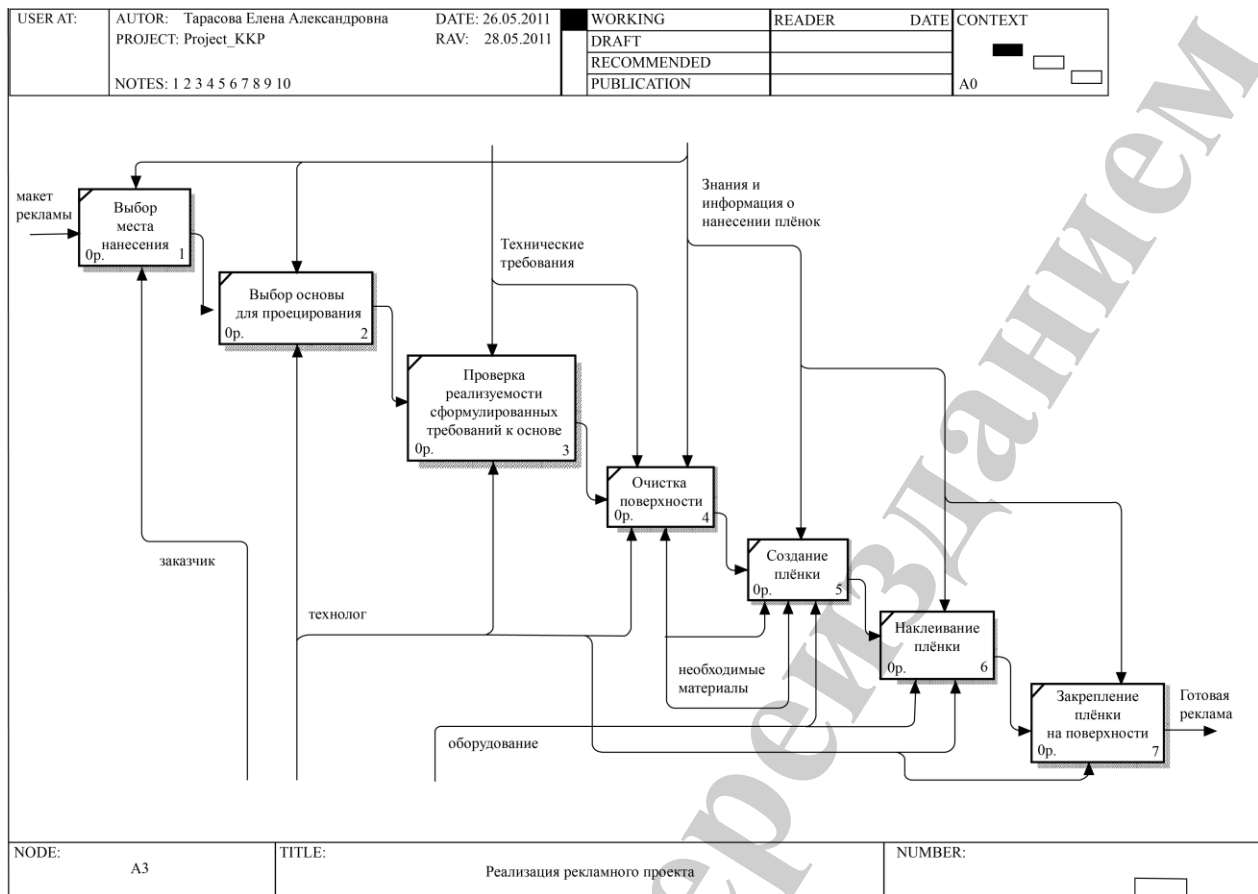 USER AT:
AUTOR: Тарасова Елена Александровна
DATE: 26.05.2011
PROJECT: Project_KKP
RAV: 28.05.2011
NOTES: 1 2 3 4 5 6 7 8 9 10
WORKING
DRAFT
RECOMMENDED
PUBLICATION
READER DATE
CONTEXT
A0
макет
рекламы
Выбор
места
нанесения
0р. 1
Выбор основы
для проецирования
0р. 2
Проверка
реализуемости
сформулированных
требований к основе
0р. 3
Технические
требования
Знания и
информация о
нанесении плёнок
Очистка
поверхности
0р. 4
Создание
плёнки
0р. 5
Наклеивание
плёнки
0р. 6
Закрепление
плёнки
на поверхности
0р. 7
Готовая
реклама
заказчик
технолог
необходимые
материалы
оборудование
NODE:
A3
TITLE:
Реализация рекламного проекта
NUMBER: